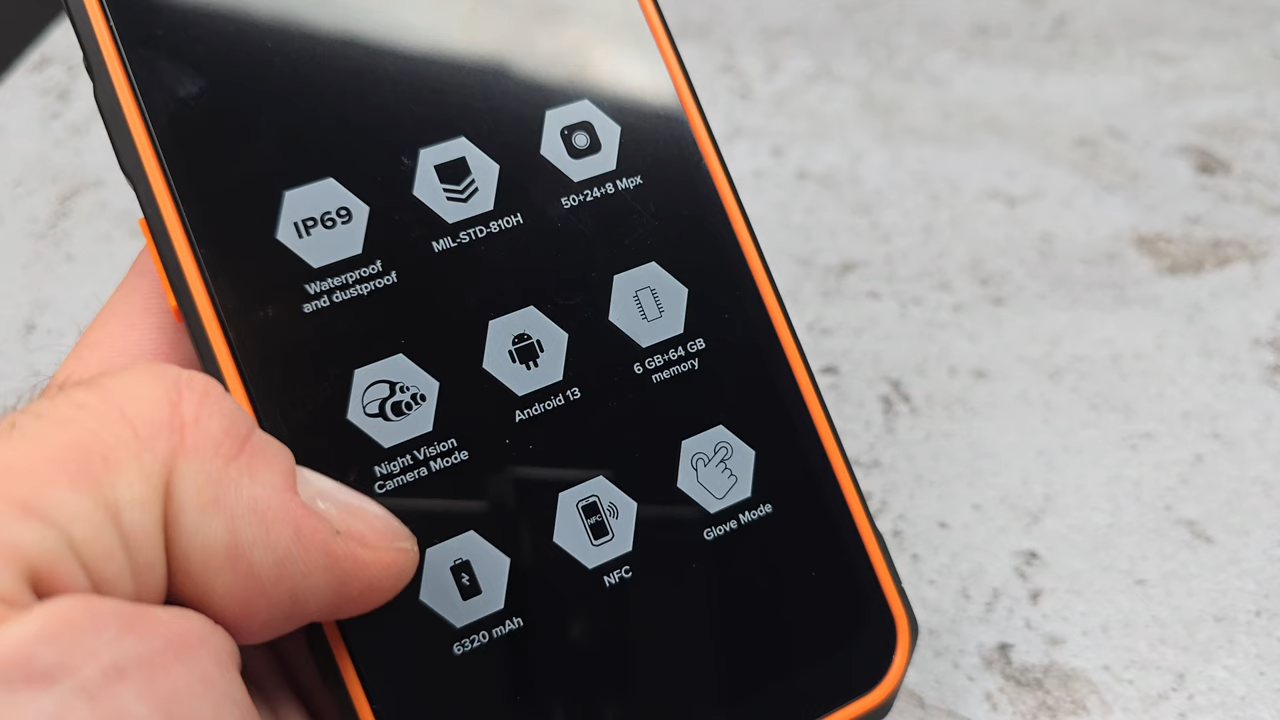 IP69
Waterproof
and dustproof
MIL-STD-810H
50+24+8 Mpx
Night Vision
Camera Mode
Android 13
6 GB+64 GB
memory
6320 mAh
NFC
NFC
Glove Mode